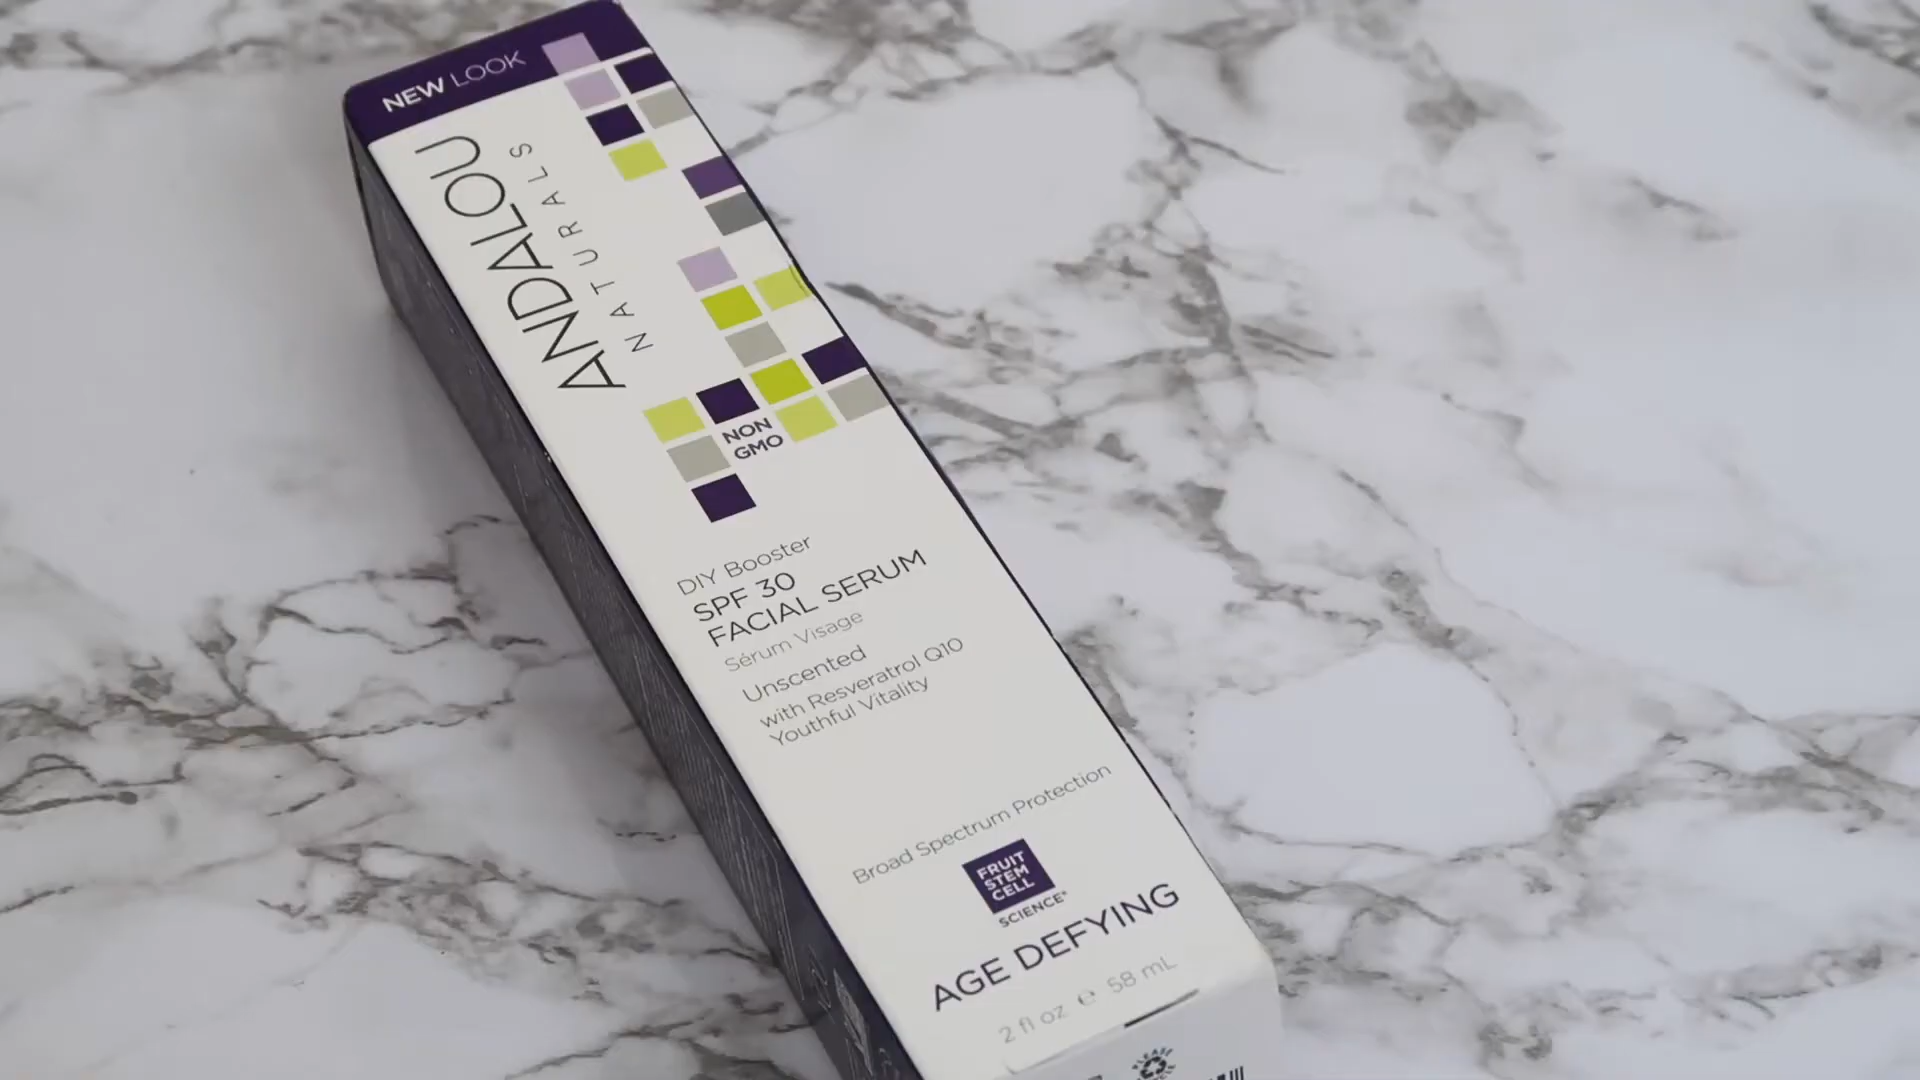 NEW LOOK
ANDALOU
NATURALS
NON
GMO
DIY Booster
SPF 30
FACIAL SERUM
Sérum Visage
Unscented
with Resveratrol Q10
Youthful Vitality
Broad Spectrum Protection
FRUIT
STEM
CELL
SCIENCE®
AGE DEFYING
2 fl oz ℮ 58 mL
PLEASE